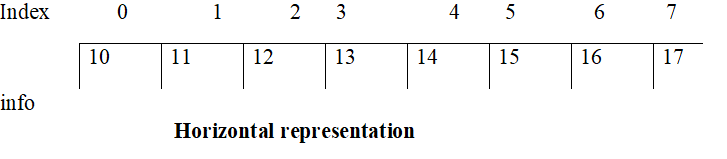 Index 0 1 2 3 4 5 6 7
10 11 12 13 14 15 16 17
info
Horizontal representation